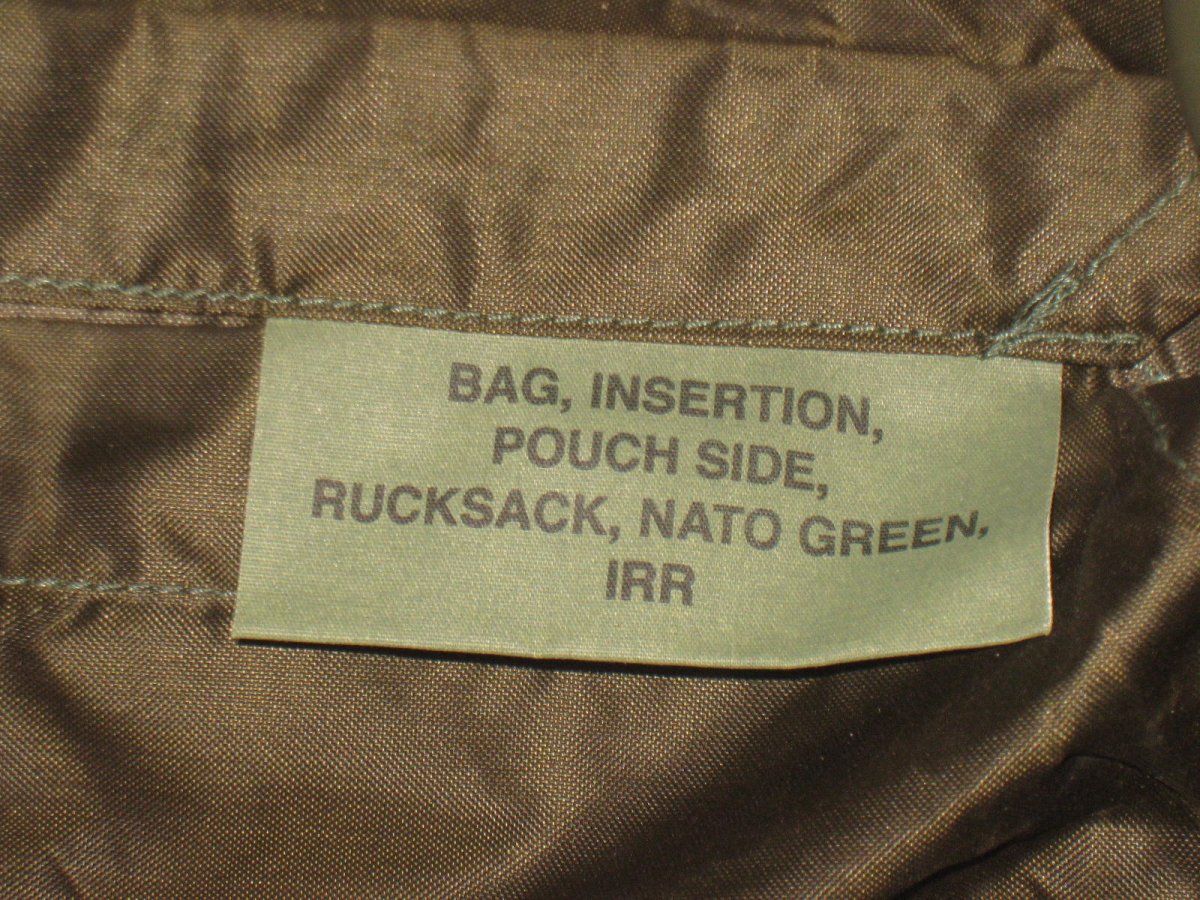 BAG, INSERTION,
POUCH SIDE,
RUCKSACK, NATO GREEN,
IRR